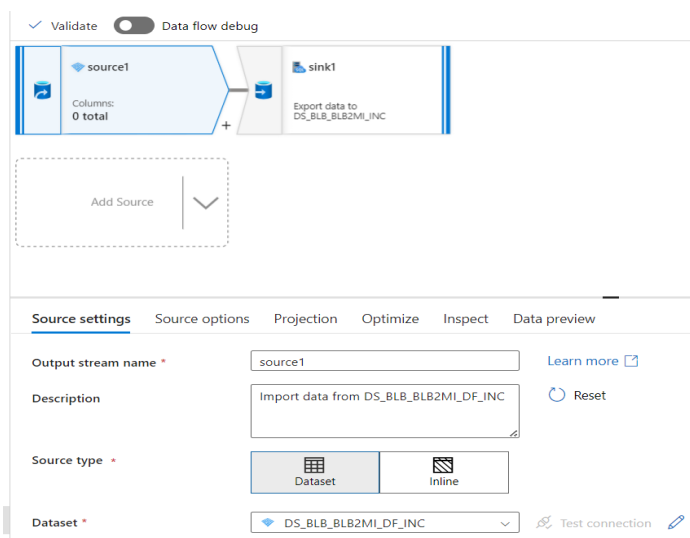 Validate Data flow debug
source1
Columns:
0 total
+
sink1
Export data to
DS_BLB_BLB2MI_INC
Add Source
Source settings Source options Projection Optimize Inspect Data preview
Output stream name * source1 Learn more
Description Import data from DS_BLB_BLB2MI_DF_INC Reset
Source type * Dataset Inline
Dataset * DS_BLB_BLB2MI_DF_INC Test connection